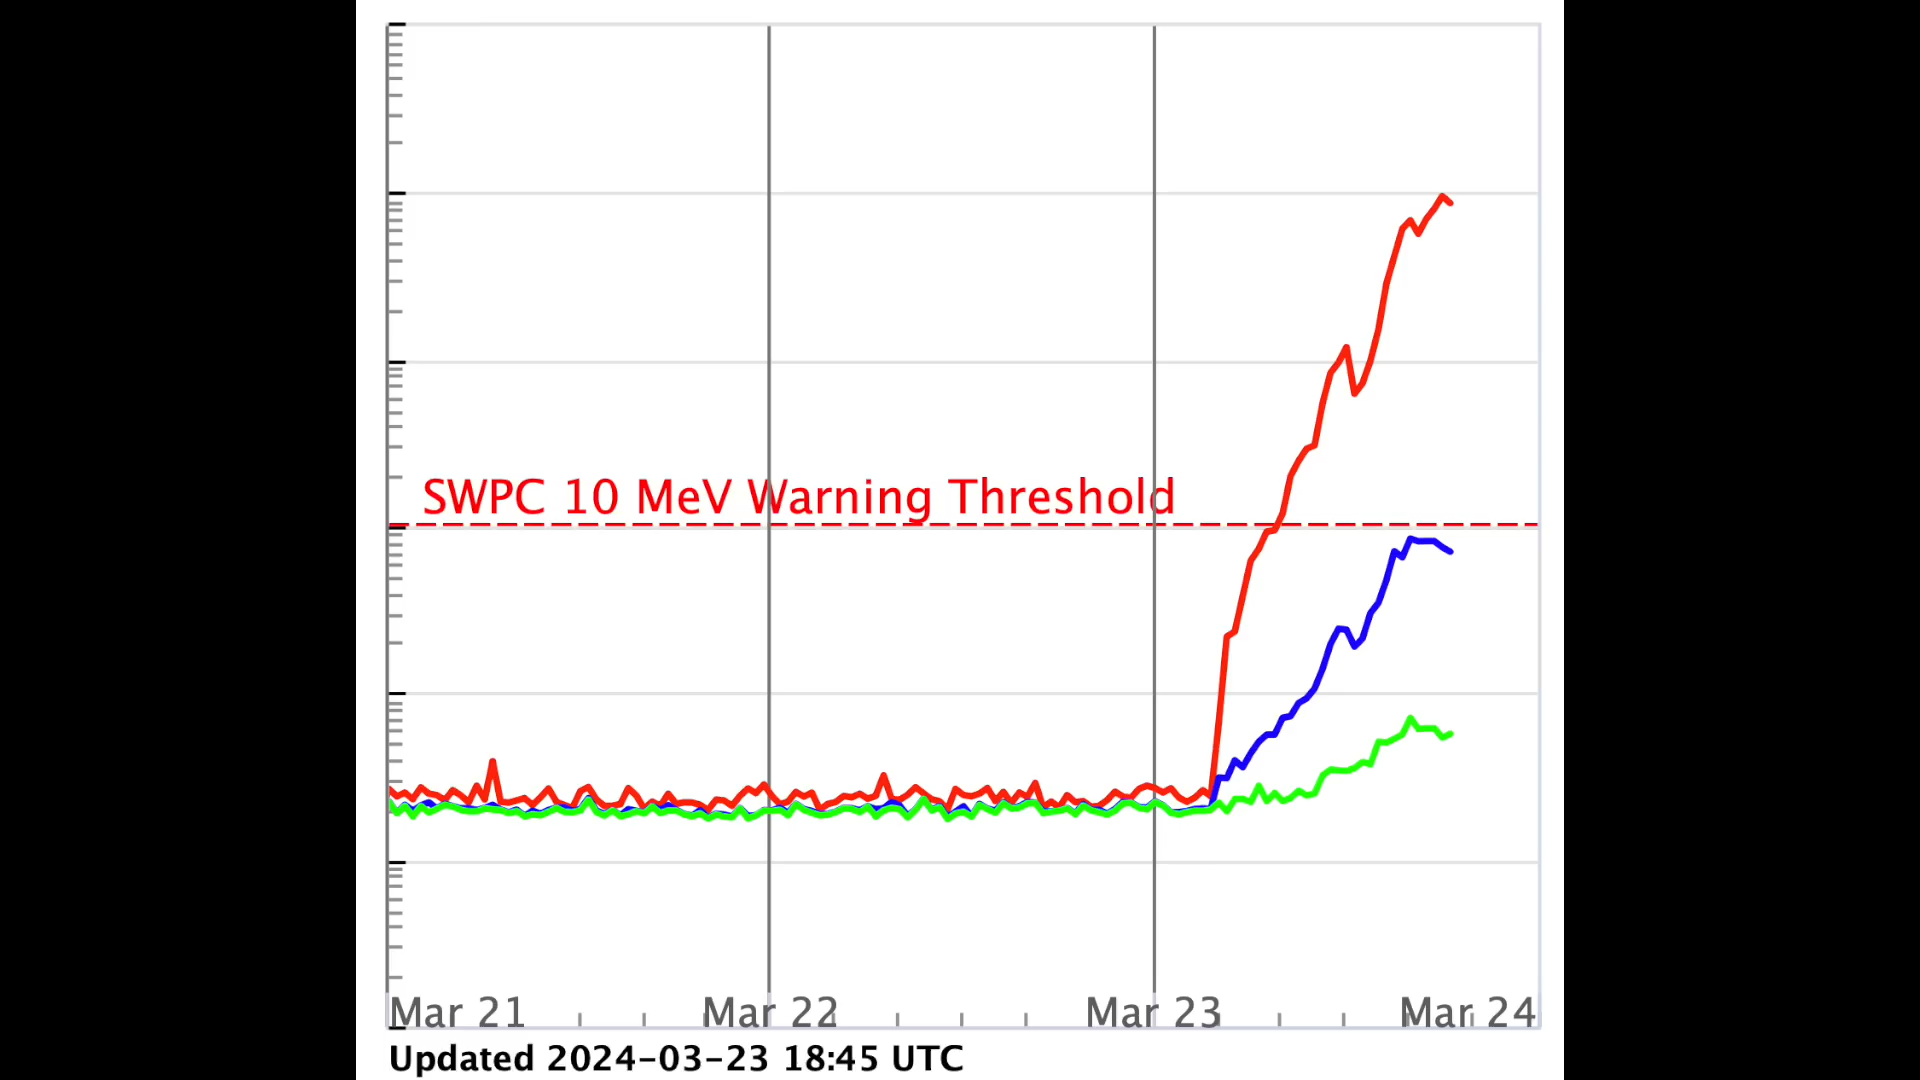 SWPC 10 MeV Warning Threshold
Mar 21 Mar 22 Mar 23 Mar 24
Updated 2024-03-23 18:45 UTC